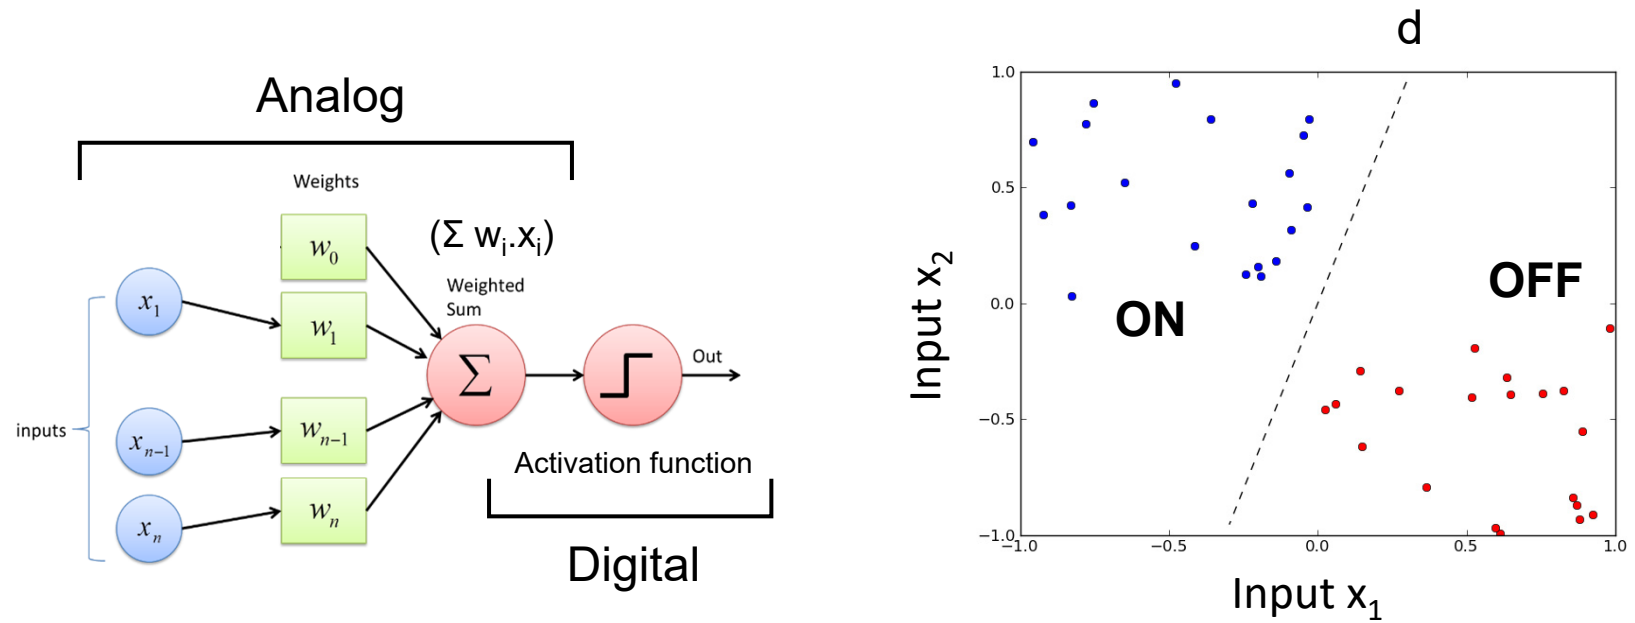 Analog
Weights
w0
(Σ wi.xi)
Weighted
Sum
x1
w1
Σ
Out
inputs
xn−1
wn−1
Activation function
xn
wn
Digital
d
1.0
0.5
0.0
−0.5
−1.0
Input x2
ON
OFF
−1.0
−0.5
0.0
0.5
1.0
Input x1